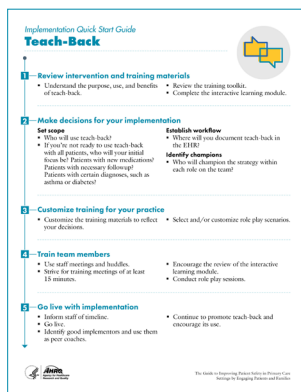 Implementation Quick Start Guide
Teach-Back
1 Review intervention and training materials
• Understand the purpose, use, and benefits
of teach-back.
• Review the training toolkit.
• Complete the interactive learning module.
2 Make decisions for your implementation
Set scope
• Who will use teach-back?
• If you're not ready to use teach-back
with all patients, who will your initial
focus be? Patients with new medications?
Patients with necessary followup?
Patients with certain diagnoses, such as
asthma or diabetes?
Establish workflow
• Where will you document teach-back in
the EHR?
Identify champions
• Who will champion the strategy within
each role on the team?
3 Customize training for your practice
• Customize the training materials to reflect
your decisions.
• Select and/or customize role play scenarios.
4 Train team members
• Use staff meetings and buddies.
• Strive for training meetings of at least
15 minutes.
• Encourage the review of the interactive
learning module.
• Conduct role play sessions.
5 Go live with implementation
• Inform staff of timeline.
• Go live.
• Identify good implementors and use them
as peer coaches.
• Continue to promote teach-back and
encourage its use.
AHRQ
Agency for Healthcare
Research and Quality
The Guide to Improving Patient Safety in Primary Care
Settings by Engaging Patients and Families